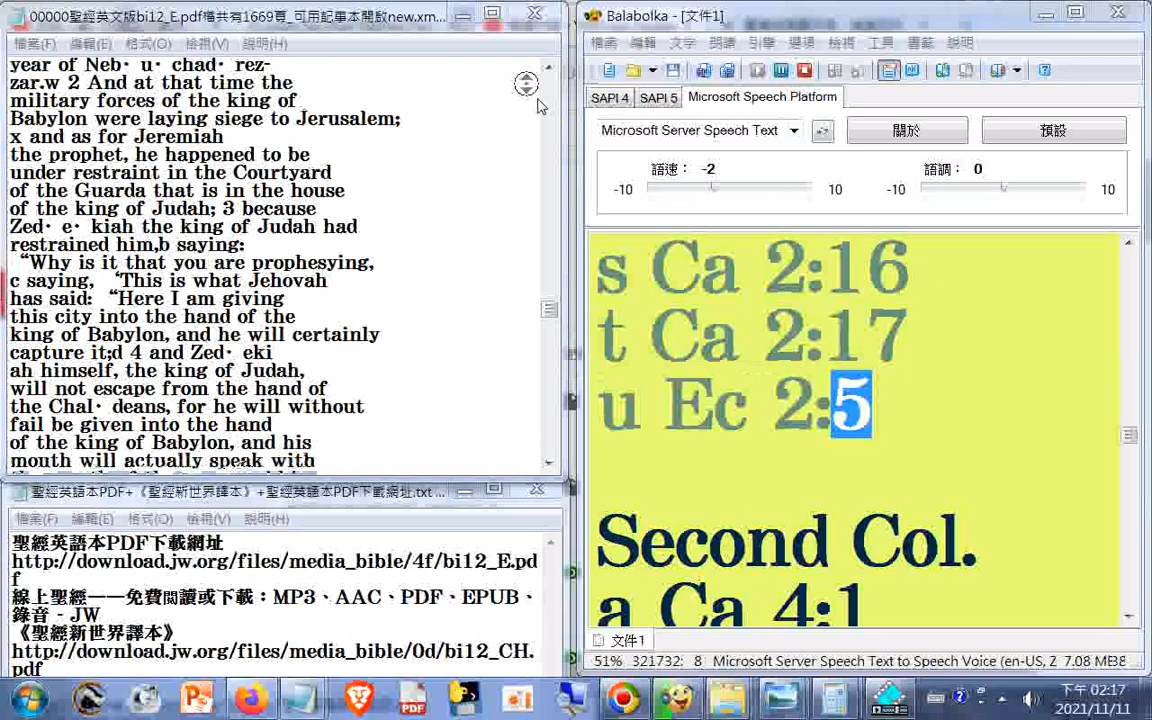 00000聖經英文版bi12_E.pdf檔共有1669頁_可用記事本開啟new.xm...
檔案(F) 編輯(E) 格式(O) 檢視(V) 說明(H)
year of Neb· u· chad· rez-
zar.w 2 And at that time the
military forces of the king of
Babylon were laying siege to Jerusalem;
x and as for Jeremiah
the prophet, he happened to be
under restraint in the Courtyard
of the Guarda that is in the house
of the king of Judah; 3 because
Zed· e· kiah the king of Judah had
restrained him,b saying:
“Why is it that you are prophesying,
c saying, ‘This is what Jehovah
has said: “Here I am giving
this city into the hand of the
king of Babylon, and he will certainly
capture it;d 4 and Zed· eki
ah himself, the king of Judah,
will not escape from the hand of
the Chal· deans, for he will without
fail be given into the hand
of the king of Babylon, and his
mouth will actually speak with
聖經英語本PDF+《聖經新世界譯本》+聖經英語本PDF下載網址.txt ...
檔案(F) 編輯(E) 格式(O) 檢視(V) 說明(H)
聖經英語本PDF下載網址
http://download.jw.org/files/media_bible/4f/bi12_E.pd
f
線上聖經——免費閱讀或下載：MP3、AAC、PDF、EPUB、
錄音 - JW
《聖經新世界譯本》
http://download.jw.org/files/media_bible/0d/bi12_CH.
pdf
Balabolka - [文件1]
檔案 編輯 文字 朗讀 引擎 選項 檢視 工具 書籤 說明
SAPI 4 SAPI 5 Microsoft Speech Platform
Microsoft Server Speech Text 關於 預設
語速： -2 語調： 0
-10 10 -10 10
s Ca 2:16
t Ca 2:17
u Ec 2:5
Second Col.
a Ca 4:1
文件1
51% 321732: 8 Microsoft Server Speech Text to Speech Voice (en-US, Z 7.08 MB
下午 02:17
2021/11/11